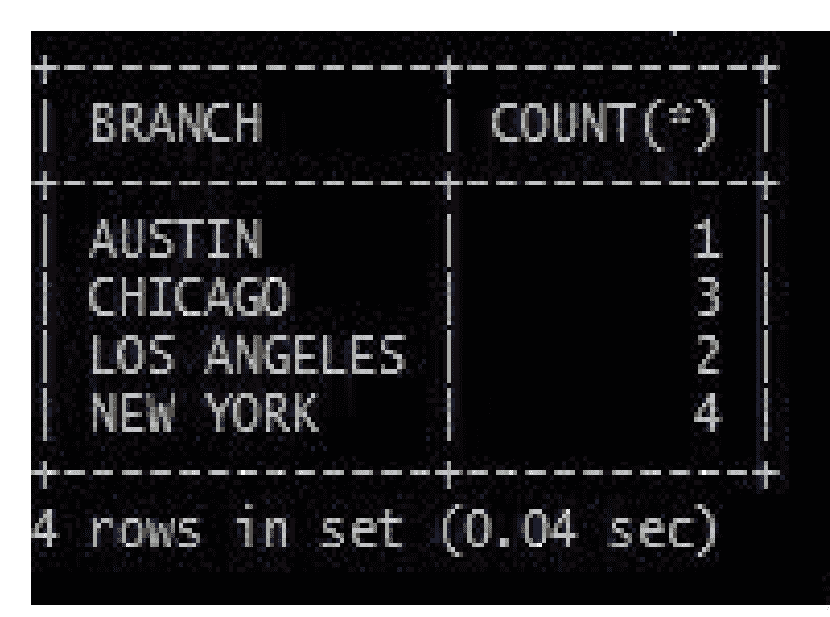 +--------------+----------+
| BRANCH | COUNT(*) |
+--------------+----------+
| AUSTIN | 1 |
| CHICAGO | 3 |
| LOS ANGELES | 2 |
| NEW YORK | 4 |
+--------------+----------+
4 rows in set (0.04 sec)